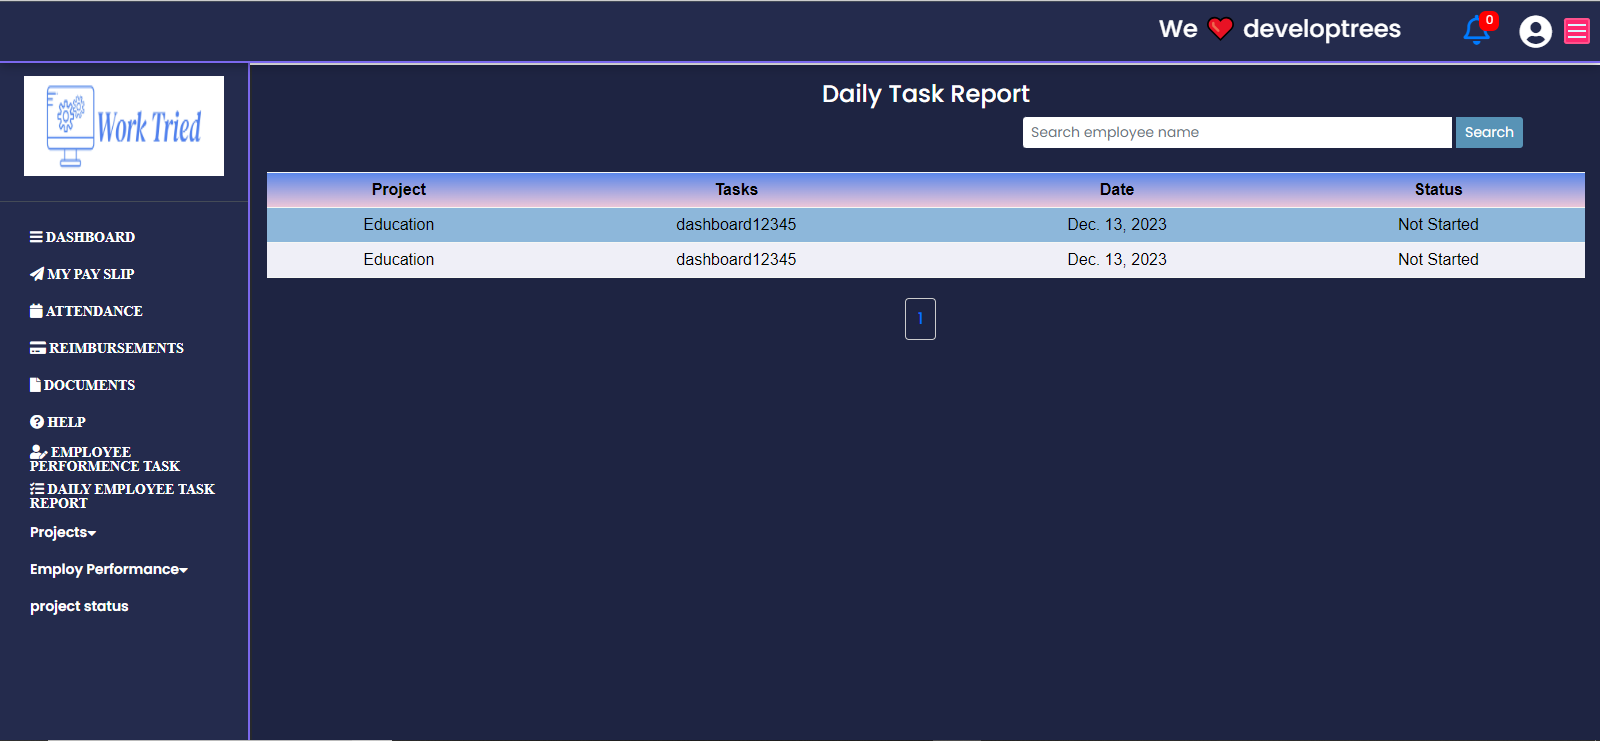 We ❤ developtrees
0
Work Tried
Daily Task Report
Search employee name Search
Project Tasks Date Status
Education dashboard12345 Dec. 13, 2023 Not Started
Education dashboard12345 Dec. 13, 2023 Not Started
1
DASHBOARD
MY PAY SLIP
ATTENDANCE
REIMBURSEMENTS
DOCUMENTS
HELP
EMPLOYEE
PERFORMENCE TASK
DAILY EMPLOYEE TASK
REPORT
Projects
Employ Performance
project status